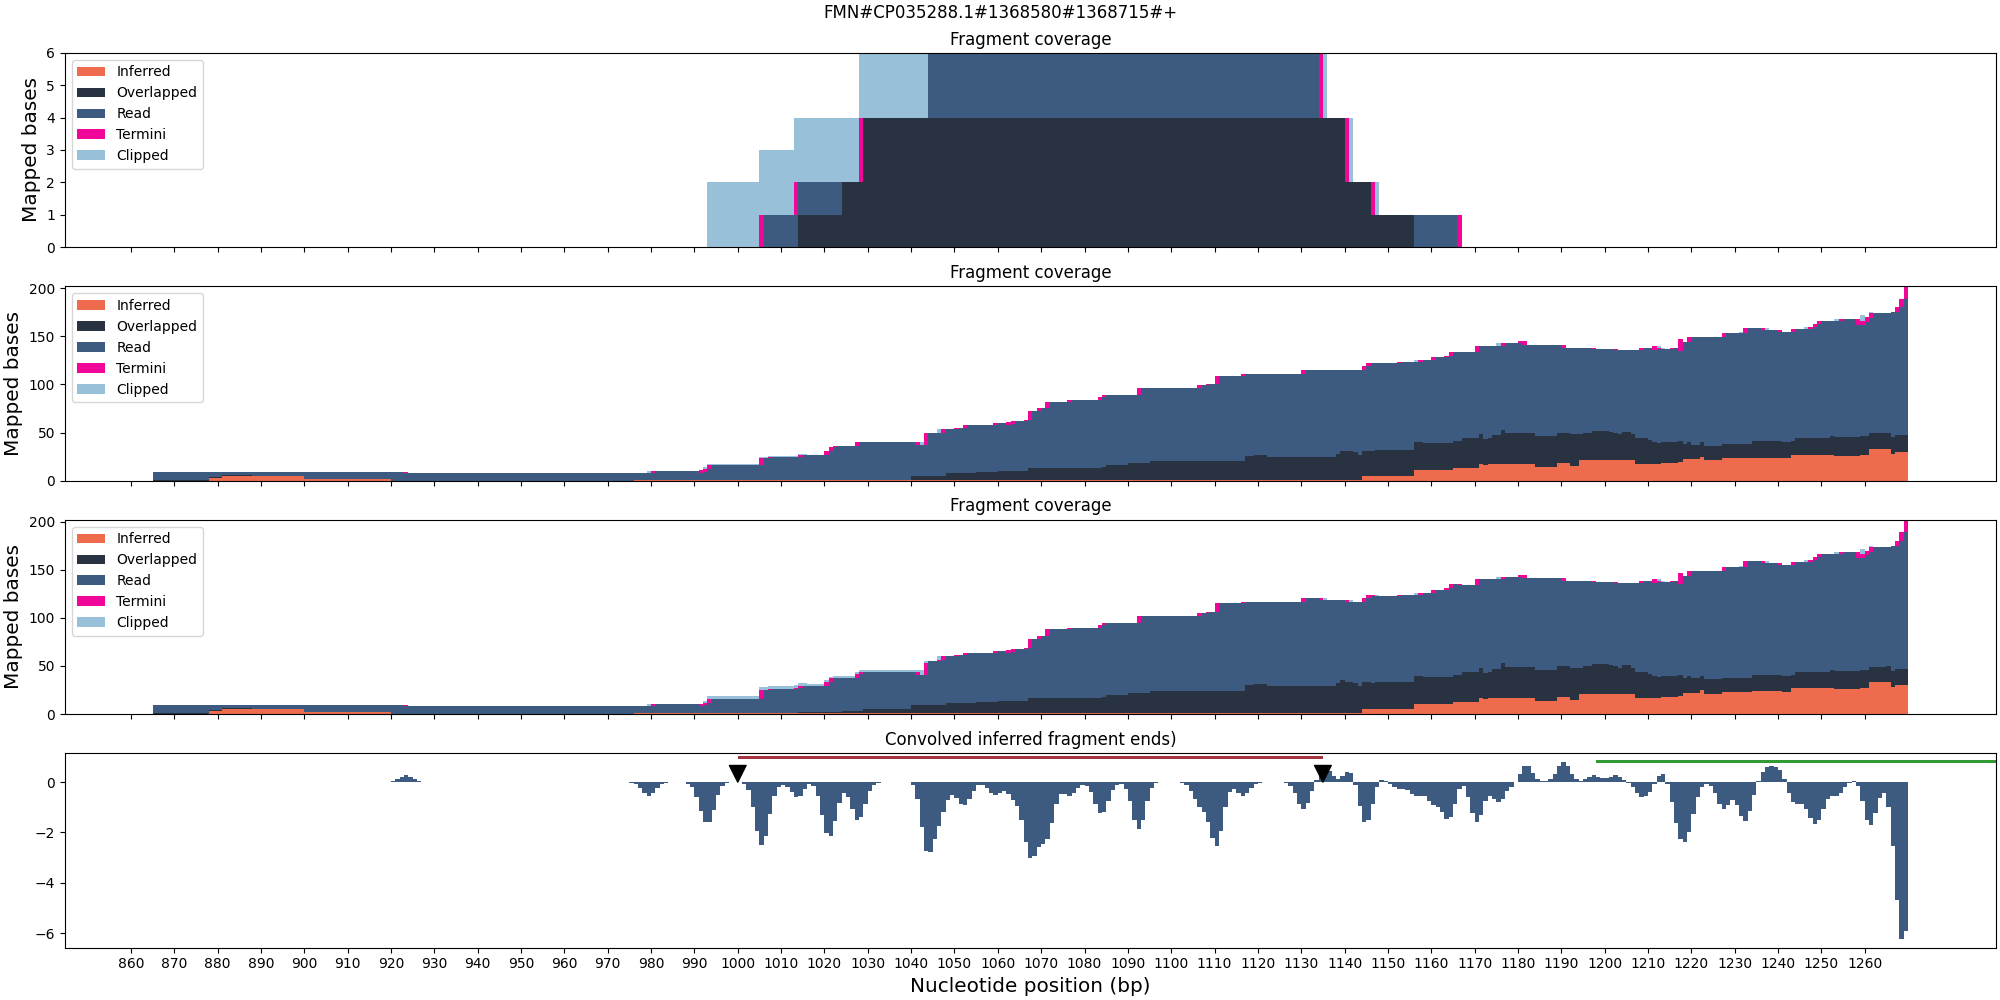 FMN#CP035288.1#1368580#1368715#+
Fragment coverage
Mapped bases
6
5
4
3
2
1
0
Inferred
Overlapped
Read
Termini
Clipped
Fragment coverage
Mapped bases
200
150
100
50
0
Inferred
Overlapped
Read
Termini
Clipped
Fragment coverage
Mapped bases
200
150
100
50
0
Inferred
Overlapped
Read
Termini
Clipped
Convolved inferred fragment ends)
0
−2
−4
−6
860 870 880 890 900 910 920 930 940 950 960 970 980 990 1000 1010 1020 1030 1040 1050 1060 1070 1080 1090 1100 1110 1120 1130 1140 1150 1160 1170 1180 1190 1200 1210 1220 1230 1240 1250 1260
Nucleotide position (bp)